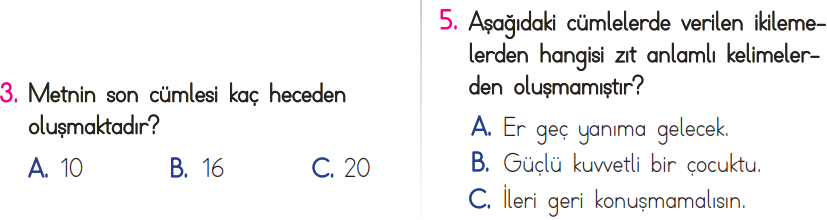 3. Metnin son cümlesi kaç heceden
oluşmaktadır?
A. 10 B. 16 C. 20
5. Aşağıdaki cümlelerde verilen ikileme-
lerden hangisi zıt anlamlı kelimeler-
den oluşmamıştır?
A. Er geç yanıma gelecek.
B. Güçlü kuvvetli bir çocuktu.
C. İleri geri konuşmamalısın.